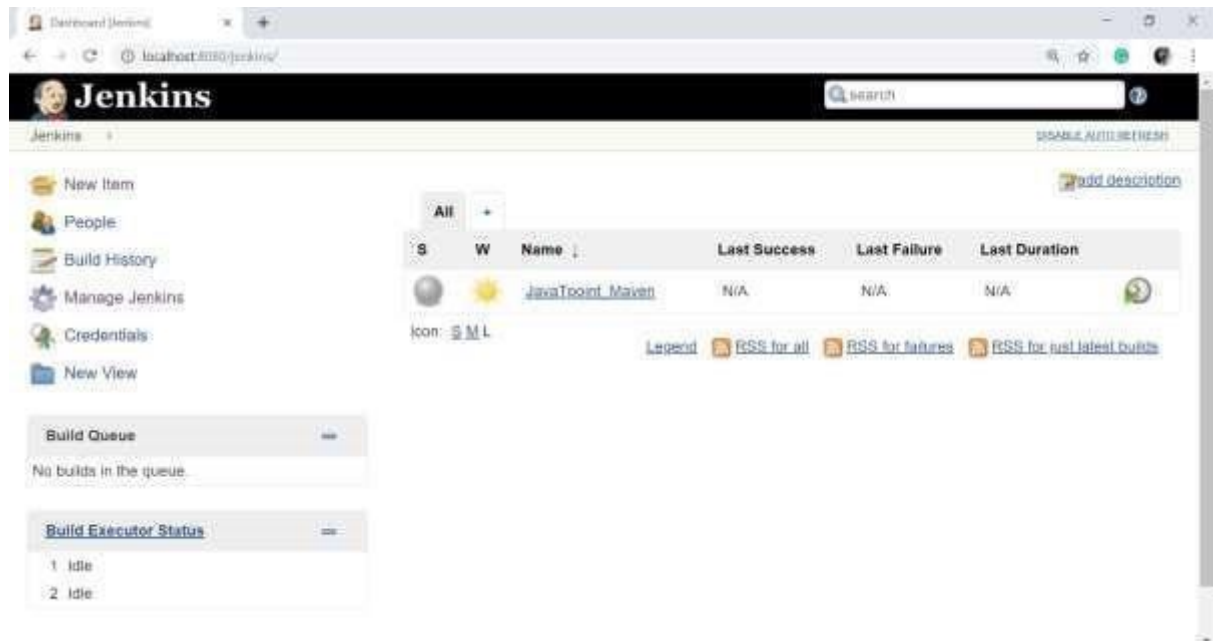 Dashboard [Jenkins]
localhost:8080/jenkins/
Jenkins
search
Jenkins
DISABLE AUTO REFRESH
New Item
add description
People
All +
Build History
S W Name ↓ Last Success Last Failure Last Duration
Manage Jenkins
JavaTpoint_Maven N/A N/A N/A
Credentials
Icon: S M L
Legend RSS for all RSS for failures RSS for just latest builds
New View
Build Queue
No builds in the queue.
Build Executor Status
1 Idle
2 Idle